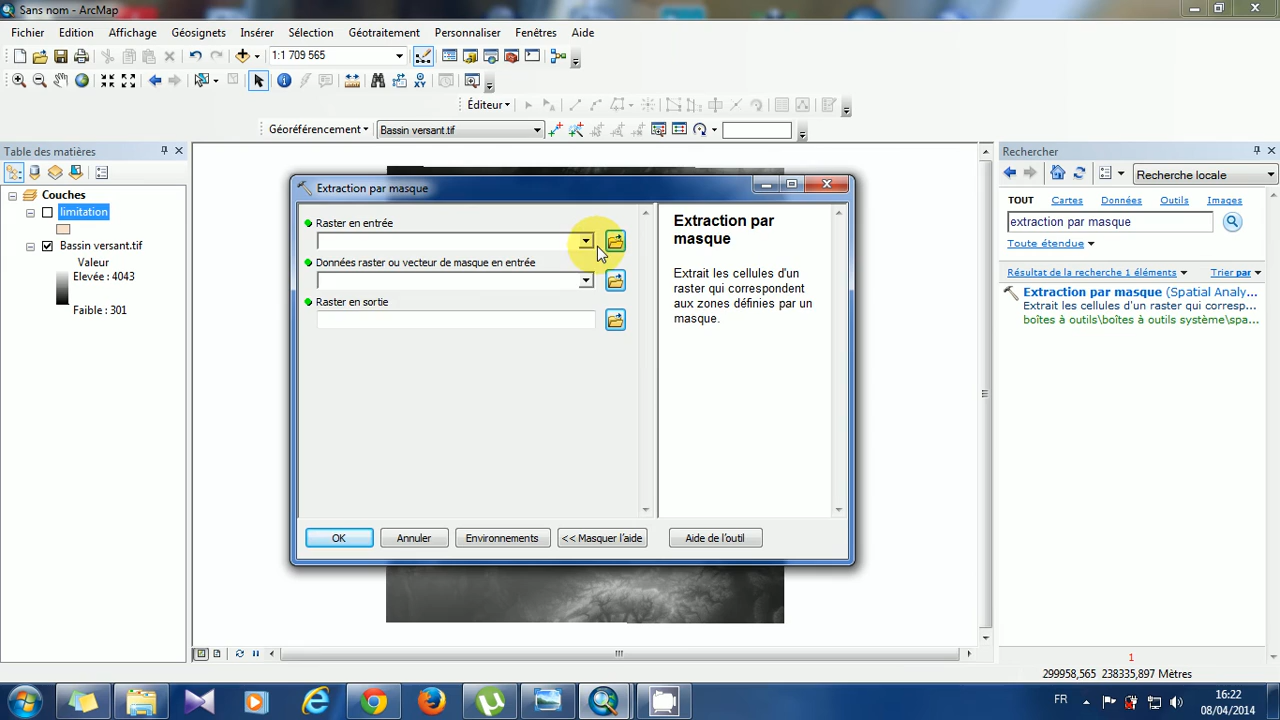 Sans nom - ArcMap
Fichier Edition Affichage Géosignets Insérer Sélection Géotraitement Personnaliser Fenêtres Aide
1:1 709 565
Éditeur
Géoréférencement Bassin versant.tif
Table des matières
Couches
limitation
Bassin versant.tif
Valeur
Elevée : 4043
Faible : 301
Extraction par masque
Raster en entrée
Données raster ou vecteur de masque en entrée
Raster en sortie
Extraction par
masque
Extrait les cellules d'un
raster qui correspondent
aux zones définies par un
masque.
OK Annuler Environnements << Masquer l'aide Aide de l'outil
Rechercher
Recherche locale
TOUT Cartes Données Outils Images
extraction par masque
Toute étendue
Résultat de la recherche 1 éléments Trier par
Extraction par masque (Spatial Analy...
Extrait les cellules d'un raster qui corresp...
boîtes à outils\boîtes à outils système\spa...
1
299958,565 238335,897 Mètres
FR
16:22
08/04/2014